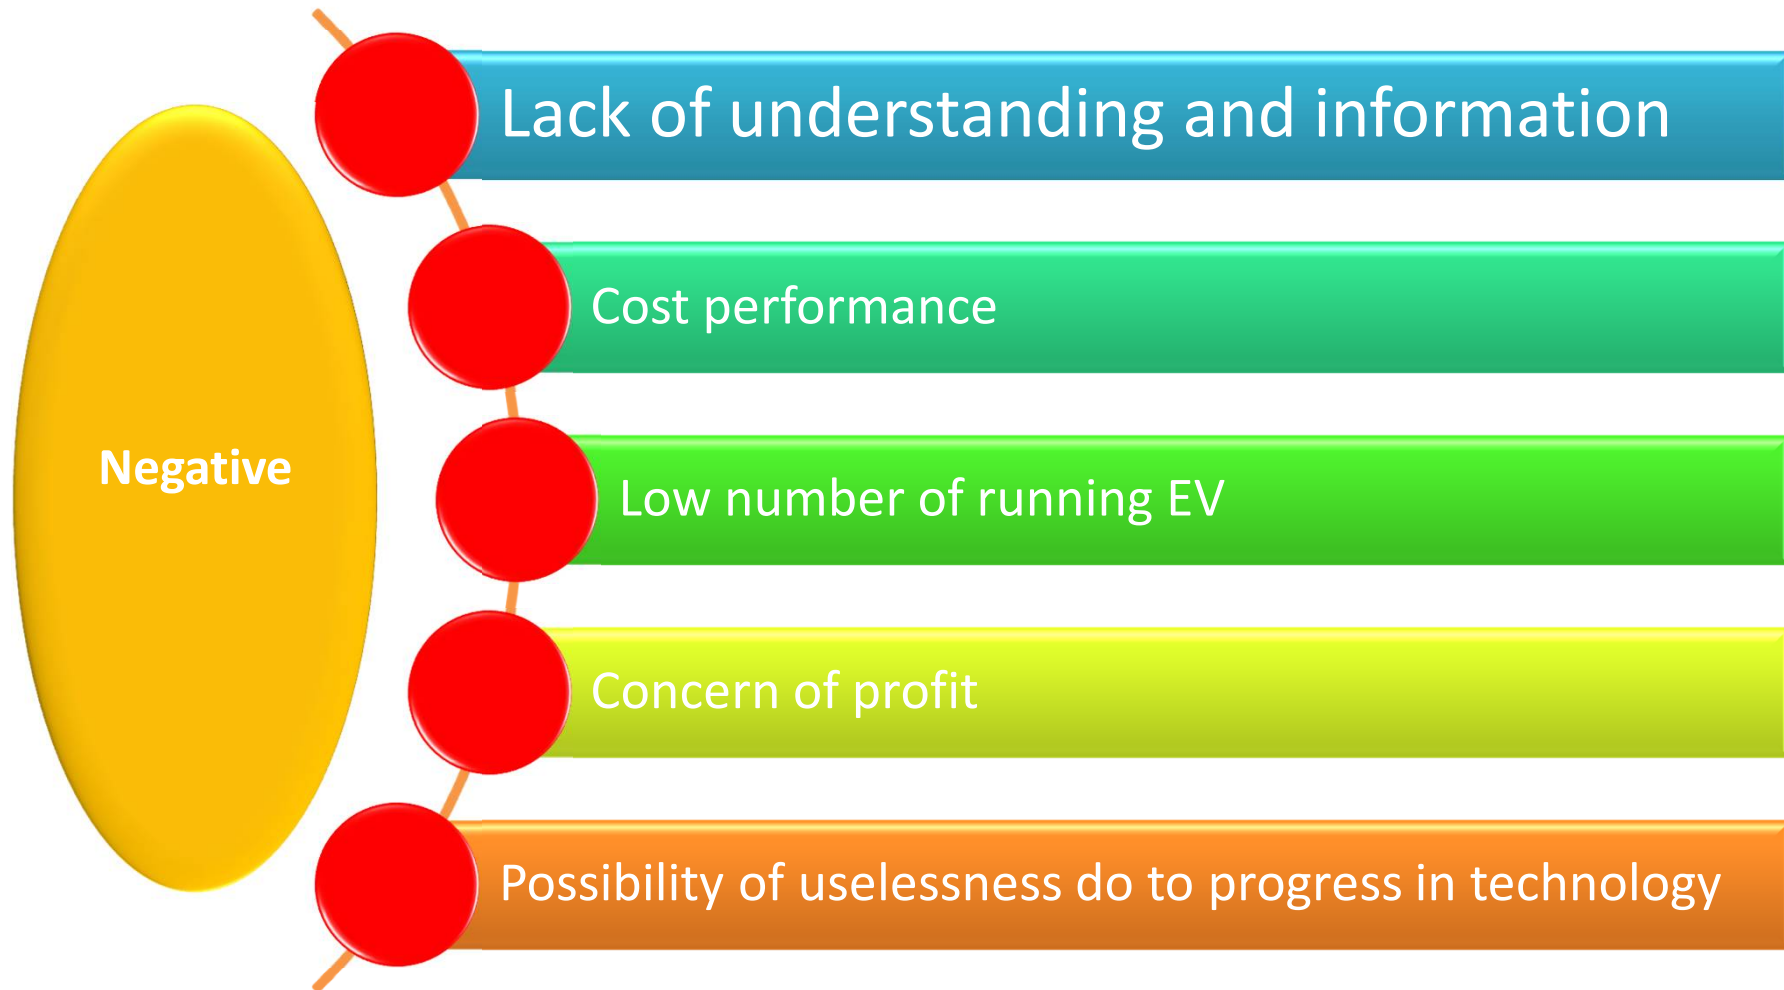 Lack of understanding and information
Cost performance
Negative
Low number of running EV
Concern of profit
Possibility of uselessness do to progress in technology